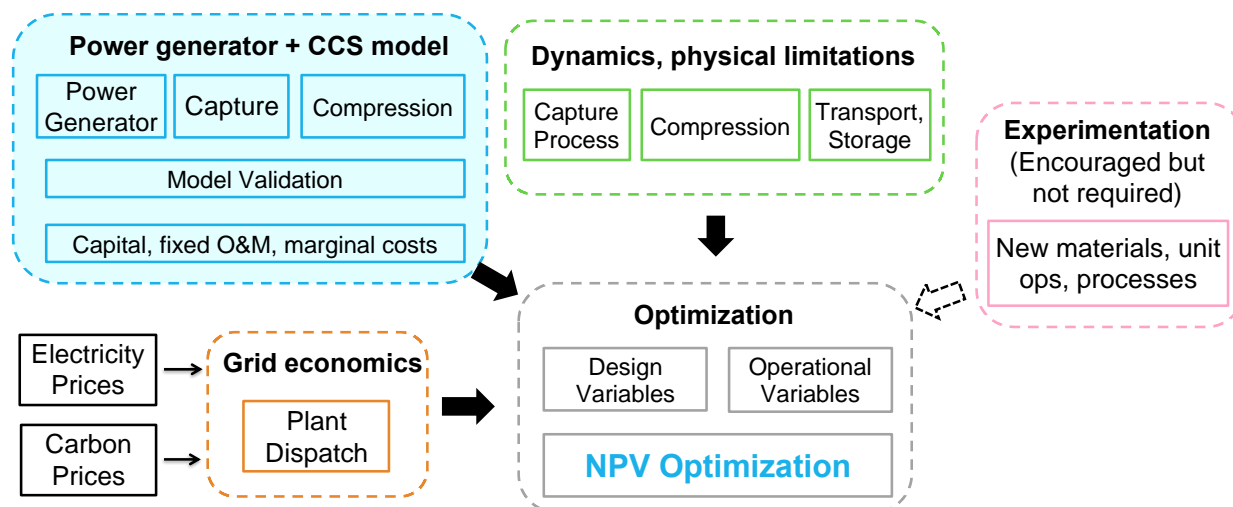 Power generator + CCS model
Power
Generator
Capture
Compression
Model Validation
Capital, fixed O&M, marginal costs
Dynamics, physical limitations
Capture
Process
Compression
Transport,
Storage
Experimentation
(Encouraged but
not required)
New materials, unit
ops, processes
Electricity
Prices
Carbon
Prices
Grid economics
Plant
Dispatch
Optimization
Design
Variables
Operational
Variables
NPV Optimization